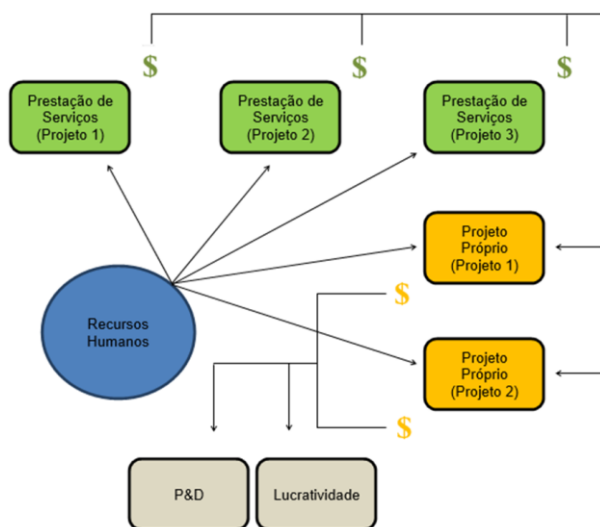 $
$
$
Prestação de
Serviços
(Projeto 1)
Prestação de
Serviços
(Projeto 2)
Prestação de
Serviços
(Projeto 3)
Projeto
Próprio
(Projeto 1)
Recursos
Humanos
$
Projeto
Próprio
(Projeto 2)
$
P&D
Lucratividade